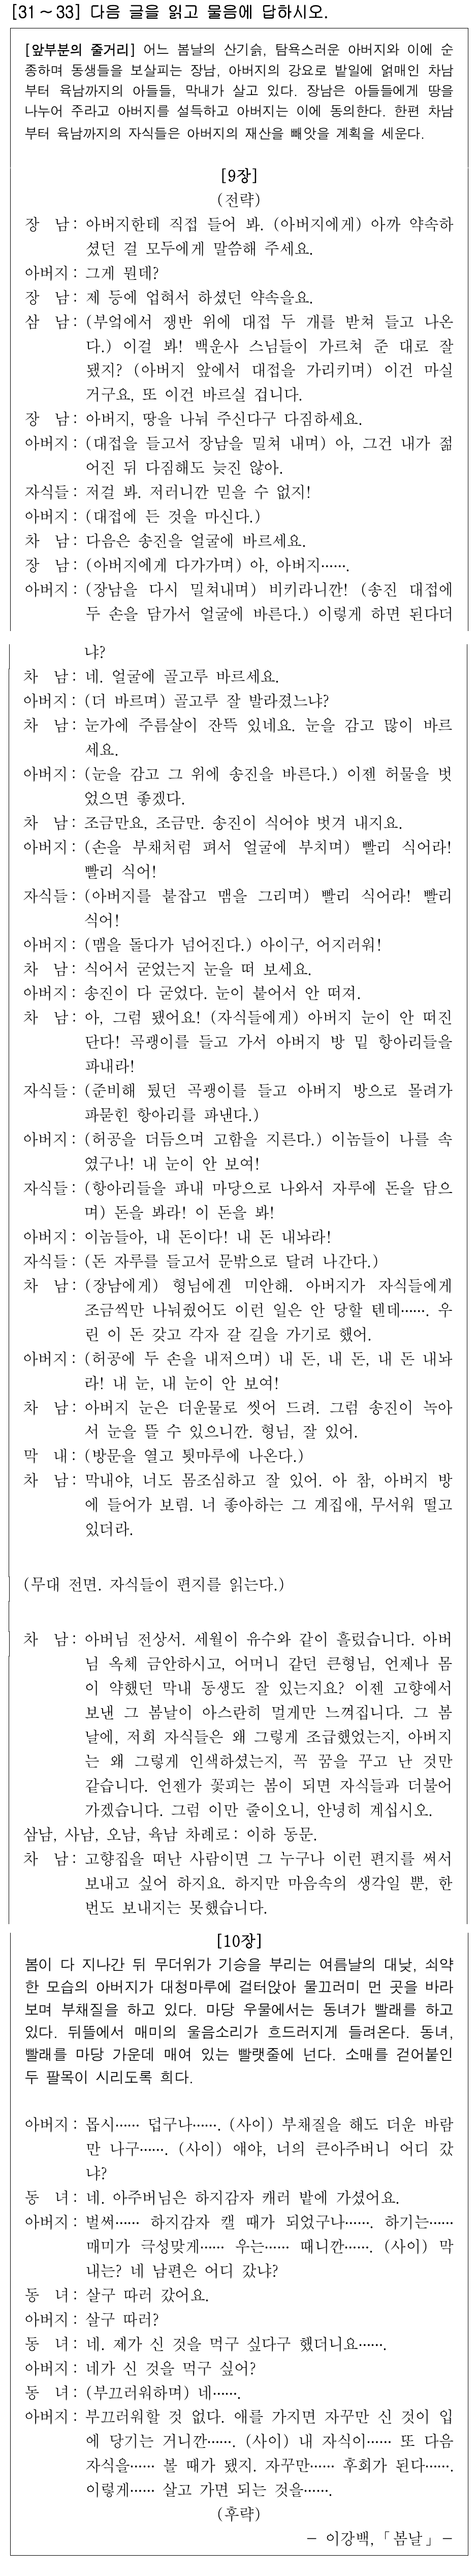 [31~33] 다음 글을 읽고 물음에 답하시오.
[앞부분의 줄거리] 어느 봄날의 산기슭, 탐욕스러운 아버지와 이에 순
종하며 동생들을 보살피는 장남, 아버지의 강요로 밭일에 얽매인 차남
부터 육남까지의 아들들, 막내가 살고 있다. 장남은 아들들에게 땅을
나누어 주라고 아버지를 설득하고 아버지는 이에 동의한다. 한편 차남
부터 육남까지의 자식들은 아버지의 재산을 빼앗을 계획을 세운다.
[9장]
(전략)
장 남: 아버지한테 직접 들어 봐. (아버지에게) 아까 약속하
셨던 걸 모두에게 말씀해 주세요.
아버지: 그게 뭔데?
장 남: 제 등에 업혀서 하셨던 약속을요.
삼 남: (부엌에서 쟁반 위에 대접 두 개를 받쳐 들고 나온
다.) 이걸 봐! 백운사 스님들이 가르쳐 준 대로 잘
됐지? (아버지 앞에서 대접을 가리키며) 이건 마실
거구요, 또 이건 바르실 겁니다.
장 남: 아버지, 땅을 나눠 주신다구 다짐하세요.
아버지: (대접을 들고서 장남을 밀쳐 내며) 아, 그건 내가 젊
어진 뒤 다짐해도 늦진 않아.
자식들: 저걸 봐. 저러니깐 믿을 수 없지!
아버지: (대접에 든 것을 마신다.)
차 남: 다음은 송진을 얼굴에 바르세요.
장 남: (아버지에게 다가가며) 아, 아버지…….
아버지: (장남을 다시 밀쳐내며) 비키라니깐! (송진 대접에
두 손을 담가서 얼굴에 바른다.) 이렇게 하면 된다더
냐?
차 남: 네. 얼굴에 골고루 바르세요.
아버지: (더 바르며) 골고루 잘 발라졌느냐?
차 남: 눈가에 주름살이 잔뜩 있네요. 눈을 감고 많이 바르
세요.
아버지: (눈을 감고 그 위에 송진을 바른다.) 이젠 허물을 벗
었으면 좋겠다.
차 남: 조금만요, 조금만. 송진이 식어야 벗겨 내지요.
아버지: (손을 부채처럼 펴서 얼굴에 부치며) 빨리 식어라!
빨리 식어!
자식들: (아버지를 붙잡고 맴을 그리며) 빨리 식어라! 빨리
식어!
아버지: (맴을 돌다가 넘어진다.) 아이구, 어지러워!
차 남: 식어서 굳었는지 눈을 떠 보세요.
아버지: 송진이 다 굳었다. 눈이 붙어서 안 떠져.
차 남: 아, 그럼 됐어요! (자식들에게) 아버지 눈이 안 떠진
단다! 곡괭이를 들고 가서 아버지 방 밑 항아리들을
파내라!
자식들: (준비해 뒀던 곡괭이를 들고 아버지 방으로 몰려가
파묻힌 항아리를 파낸다.)
아버지: (허공을 더듬으며 고함을 지른다.) 이놈들이 나를 속
였구나! 내 눈이 안 보여!
자식들: (항아리들을 파내 마당으로 나와서 자루에 돈을 담으
며) 돈을 봐라! 이 돈을 봐!
아버지: 이놈들아, 내 돈이다! 내 돈 내놔라!
자식들: (돈 자루를 들고서 문밖으로 달려 나간다.)
차 남: (장남에게) 형님에겐 미안해. 아버지가 자식들에게
조금씩만 나눠줬어도 이런 일은 안 당할 텐데……. 우
린 이 돈 갖고 각자 갈 길을 가기로 했어.
아버지: (허공에 두 손을 내저으며) 내 돈, 내 돈, 내 돈 내놔
라! 내 눈, 내 눈이 안 보여!
차 남: 아버지 눈은 더운물로 씻어 드려. 그럼 송진이 녹아
서 눈을 뜰 수 있으니깐. 형님, 잘 있어.
막 내: (방문을 열고 툇마루에 나온다.)
차 남: 막내야, 너도 몸조심하고 잘 있어. 아 참, 아버지 방
에 들어가 보렴. 너 좋아하는 그 계집애, 무서워 떨고
있더라.
(무대 전면. 자식들이 편지를 읽는다.)
차 남: 아버님 전상서. 세월이 유수와 같이 흘렀습니다. 아버
님 옥체 금안하시고, 어머니 같던 큰형님, 언제나 몸
이 약했던 막내 동생도 잘 있는지요? 이젠 고향에서
보낸 그 봄날이 아스란히 멀게만 느껴집니다. 그 봄
날에, 저희 자식들은 왜 그렇게 조급했었는지, 아버지
는 왜 그렇게 인색하셨는지, 꼭 꿈을 꾸고 난 것만
같습니다. 언젠가 꽃피는 봄이 되면 자식들과 더불어
가겠습니다. 그럼 이만 줄이오니, 안녕히 계십시오.
삼남, 사남, 오남, 육남 차례로: 이하 동문.
차 남: 고향집을 떠난 사람이면 그 누구나 이런 편지를 써서
보내고 싶어 하지요. 하지만 마음속의 생각일 뿐, 한
번도 보내지는 못했습니다.
[10장]
봄이 다 지나간 뒤 무더위가 기승을 부리는 여름날의 대낮, 쇠약
한 모습의 아버지가 대청마루에 걸터앉아 물끄러미 먼 곳을 바라
보며 부채질을 하고 있다. 마당 우물에서는 동녀가 빨래를 하고
있다. 뒤뜰에서 매미의 울음소리가 흐드러지게 들려온다. 동녀,
빨래를 마당 가운데 매여 있는 빨랫줄에 넌다. 소매를 걷어붙인
두 팔목이 시리도록 희다.
아버지: 몹시…… 덥구나……. (사이) 부채질을 해도 더운 바람
만 나구……. (사이) 얘야, 너의 큰아주버니 어디 갔
냐?
동 녀: 네. 아주버님은 하지감자 캐러 밭에 가셨어요.
아버지: 벌써…… 하지감자 캘 때가 되었구나……. 하기는……
매미가 극성맞게…… 우는…… 때니깐……. (사이) 막
내는? 네 남편은 어디 갔냐?
동 녀: 살구 따러 갔어요.
아버지: 살구 따러?
동 녀: 네. 제가 신 것을 먹구 싶다구 했더니요…….
아버지: 네가 신 것을 먹구 싶어?
동 녀: (부끄러워하며) 네…….
아버지: 부끄러워할 것 없다. 애를 가지면 자꾸만 신 것이 입
에 당기는 거니깐……. (사이) 내 자식이…… 또 다음
자식을…… 볼 때가 됐지. 자꾸만…… 후회가 된다…….
이렇게…… 살고 가면 되는 것을…….
(후략)
- 이강백, 「봄날」 -